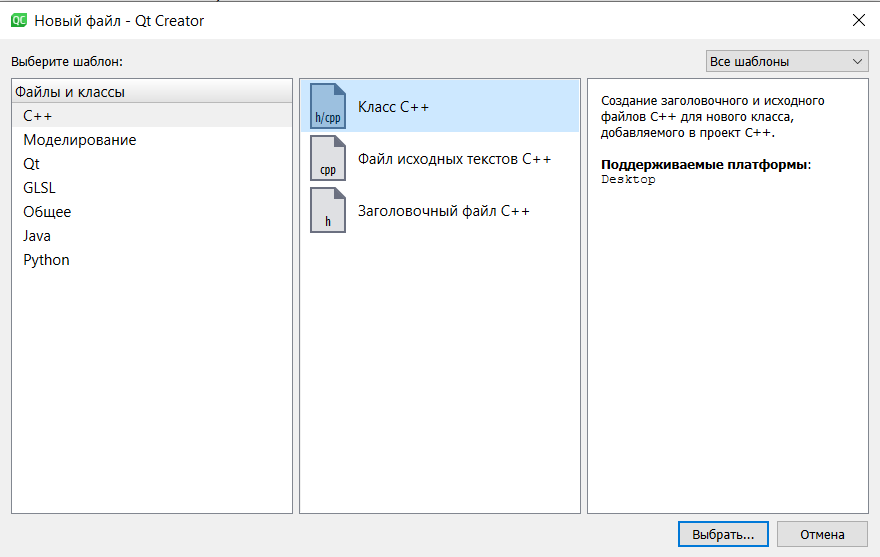 Новый файл - Qt Creator
Выберите шаблон:
Все шаблоны
Файлы и классы
C++
Моделирование
Qt
GLSL
Общее
Java
Python
h/cpp
Класс C++
cpp
Файл исходных текстов C++
h
Заголовочный файл C++
Создание заголовочного и исходного
файлов C++ для нового класса,
добавляемого в проект C++.
Поддерживаемые платформы:
Desktop
Выбрать...
Отмена